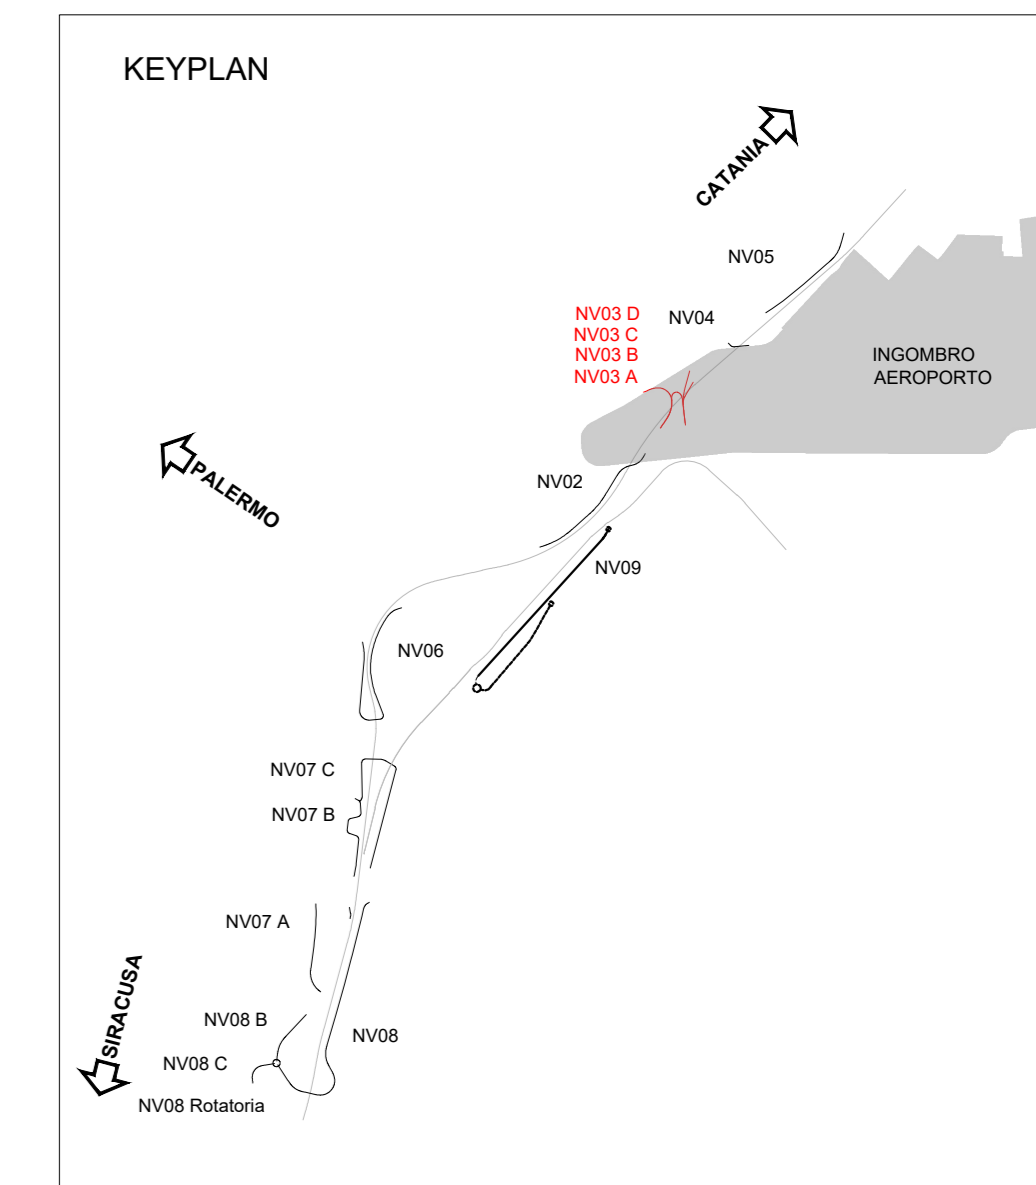 KEYPLAN
CATANIA
NV05
NV03 D
NV04
NV03 C
NV03 B
NV03 A
INGOMBRO
AEROPORTO
PALERMO
NV02
NV09
NV06
NV07 C
NV07 B
NV07 A
SIRACUSA
NV08 B
NV08
NV08 C
NV08 Rotatoria